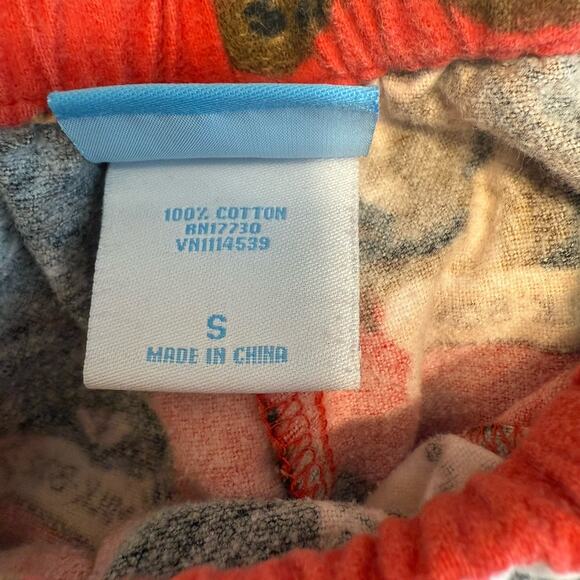 100% COTTON
RN17730
VN1114539
S
MADE IN CHINA